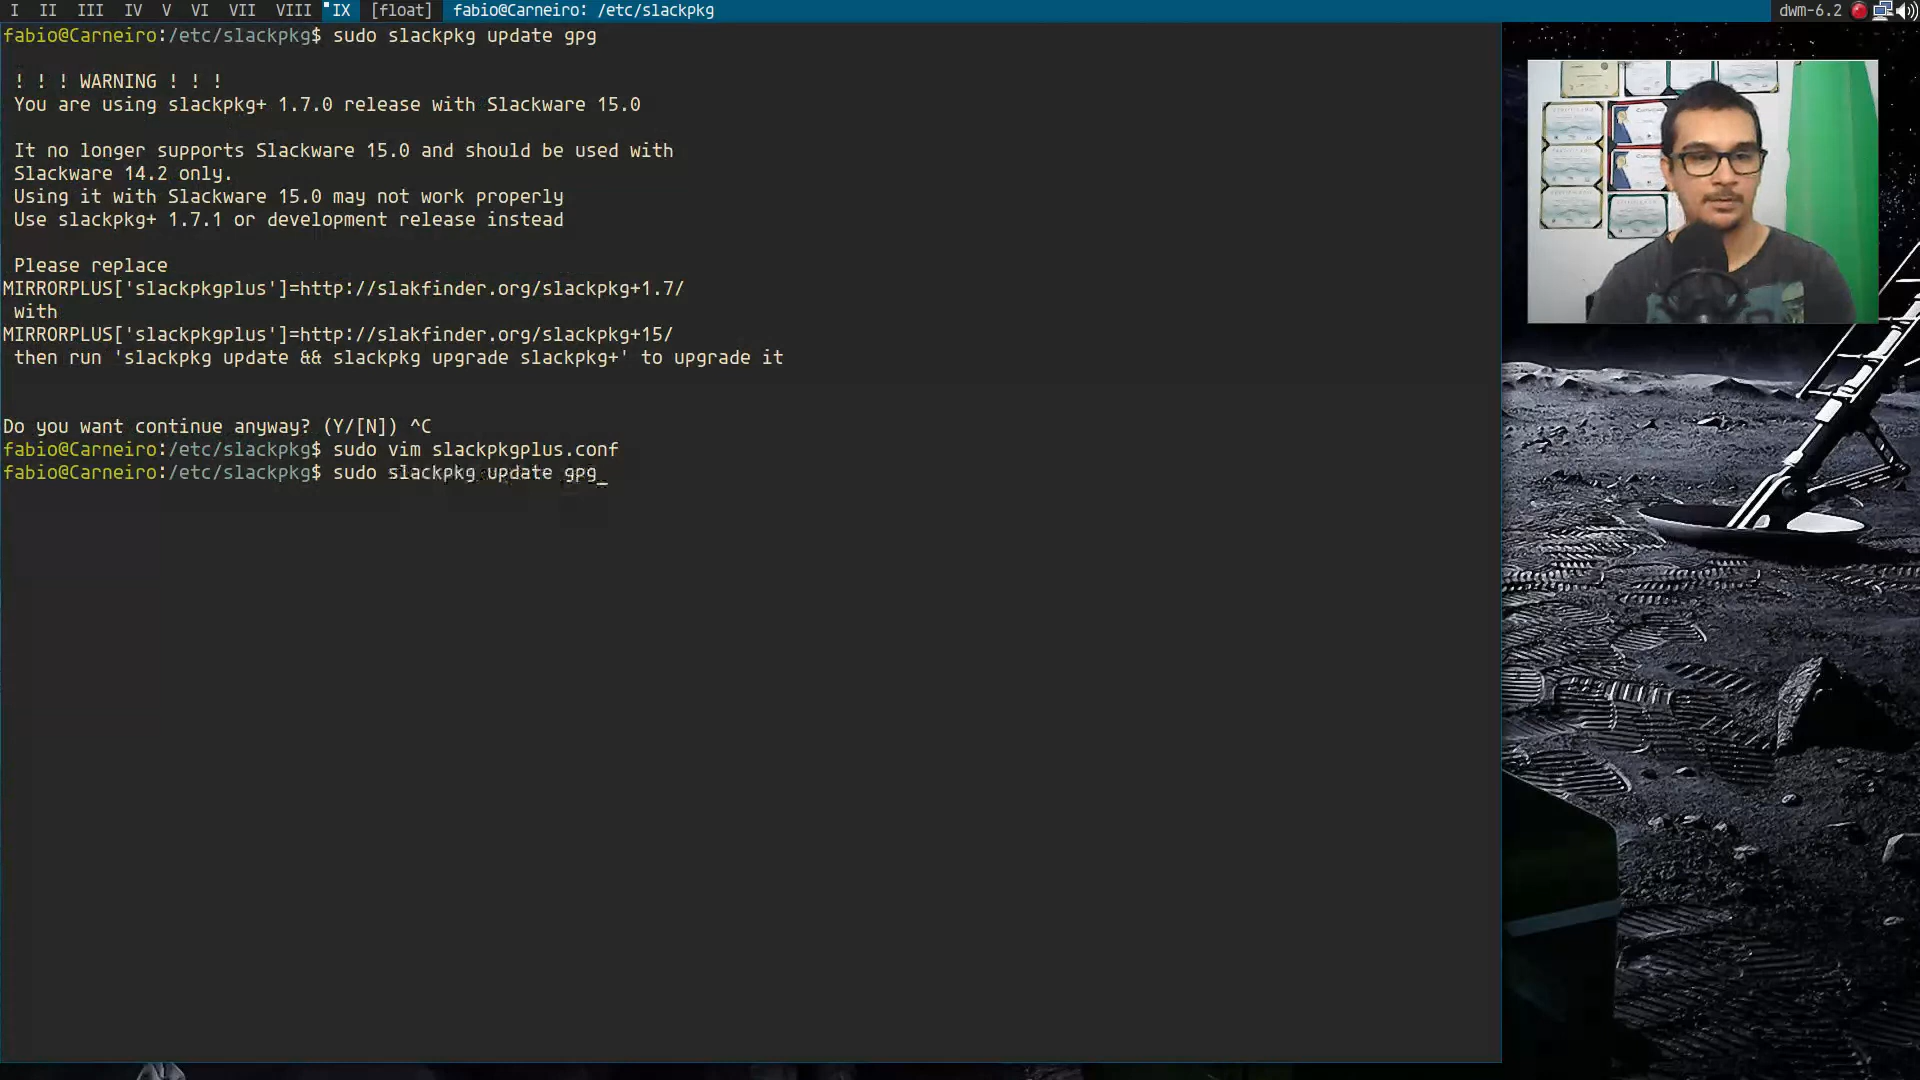 I II III IV V VI VII VIII IX [float] fabio@Carneiro: /etc/slackpkg dwm-6.2
fabio@Carneiro:/etc/slackpkg$ sudo slackpkg update gpg
! ! ! WARNING ! ! !
You are using slackpkg+ 1.7.0 release with Slackware 15.0
It no longer supports Slackware 15.0 and should be used with
Slackware 14.2 only.
Using it with Slackware 15.0 may not work properly
Use slackpkg+ 1.7.1 or development release instead
Please replace
MIRRORPLUS['slackpkgplus']=http://slakfinder.org/slackpkg+1.7/
with
MIRRORPLUS['slackpkgplus']=http://slakfinder.org/slackpkg+15/
then run 'slackpkg update && slackpkg upgrade slackpkg+' to upgrade it
Do you want continue anyway? (Y/[N]) ^C
fabio@Carneiro:/etc/slackpkg$ sudo vim slackpkgplus.conf
fabio@Carneiro:/etc/slackpkg$ sudo slackpkg update gpg_